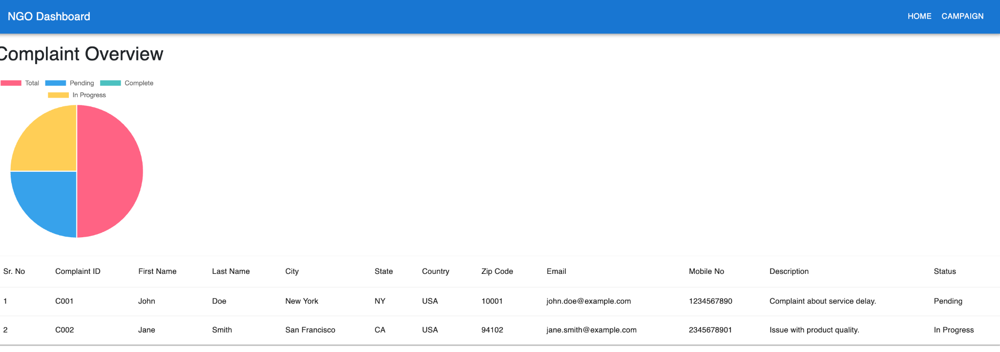 NGO Dashboard HOME CAMPAIGN
Complaint Overview
Total Pending Complete
In Progress
Sr. No Complaint ID First Name Last Name City State Country Zip Code Email Mobile No Description Status
1 C001 John Doe New York NY USA 10001 john.doe@example.com 1234567890 Complaint about service delay. Pending
2 C002 Jane Smith San Francisco CA USA 94102 jane.smith@example.com 2345678901 Issue with product quality. In Progress